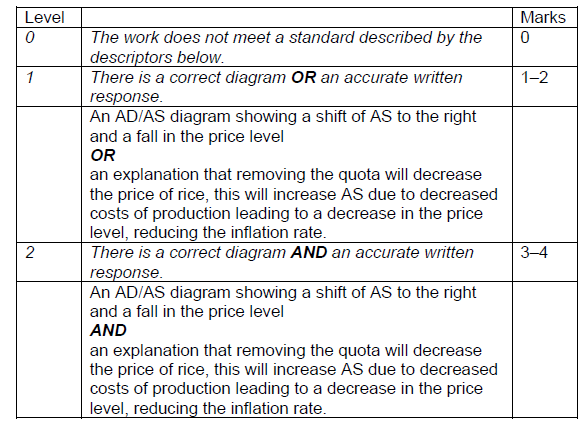 Level Marks
0 The work does not meet a standard described by the 0
descriptors below.
1 There is a correct diagram OR an accurate written 1–2
response.
An AD/AS diagram showing a shift of AS to the right
and a fall in the price level
OR
an explanation that removing the quota will decrease
the price of rice, this will increase AS due to decreased
costs of production leading to a decrease in the price
level, reducing the inflation rate.
2 There is a correct diagram AND an accurate written 3–4
response.
An AD/AS diagram showing a shift of AS to the right
and a fall in the price level
AND
an explanation that removing the quota will decrease
the price of rice, this will increase AS due to decreased
costs of production leading to a decrease in the price
level, reducing the inflation rate.